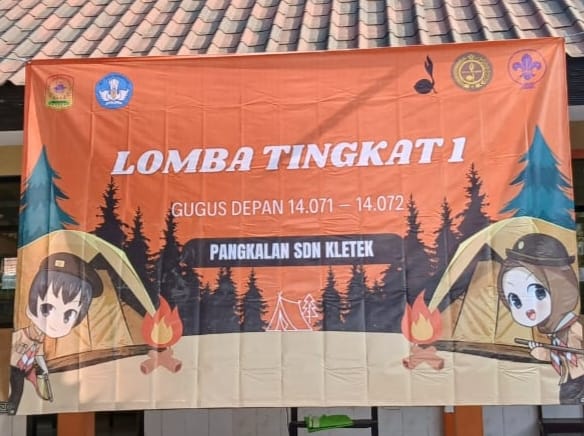 LOMBA TINGKAT 1
GUGUS DEPAN 14.071 – 14.072
PANGKALAN SDN KLETEK